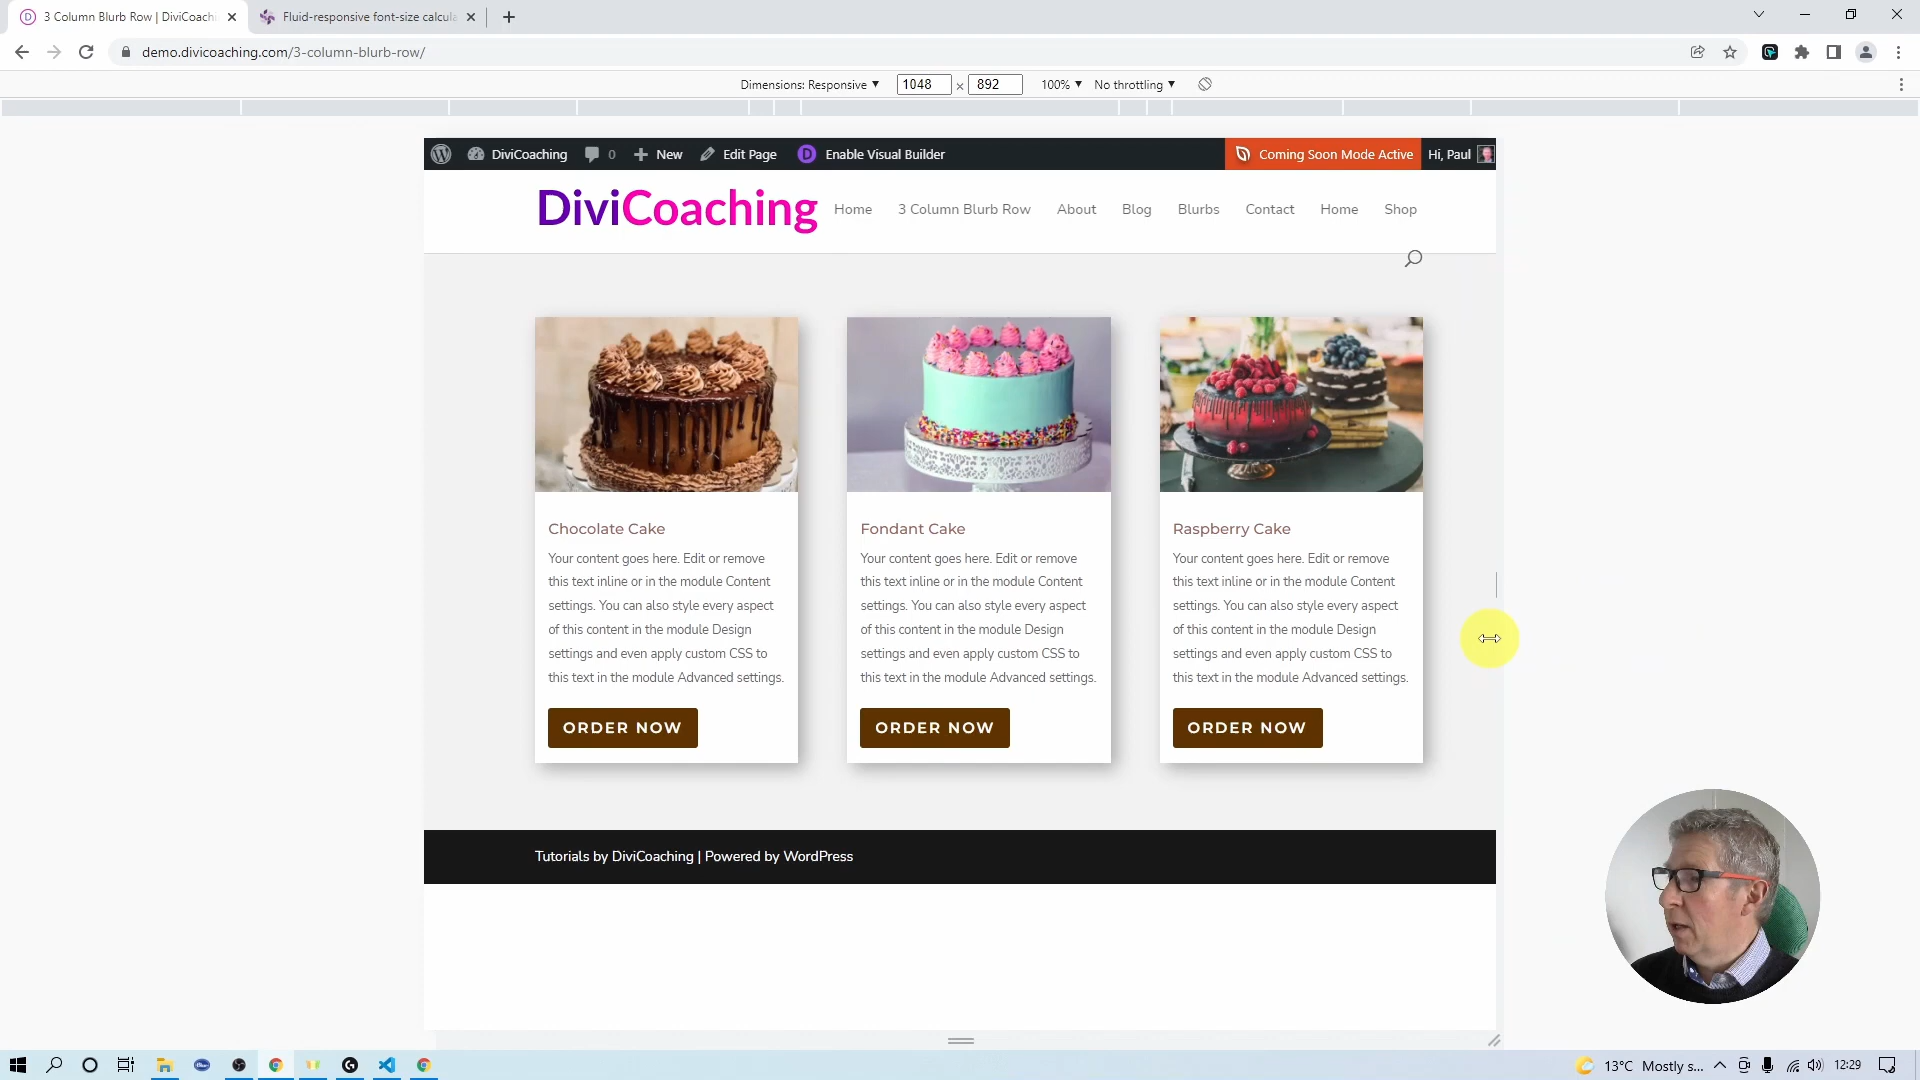 3 Column Blurb Row | DiviCoachi
Fluid-responsive font-size calcula
demo.divicoaching.com/3-column-blurb-row/
Dimensions: Responsive ▼ 1048 × 892 100% ▼ No throttling ▼
DiviCoaching 0 New Edit Page Enable Visual Builder Coming Soon Mode Active Hi, Paul
DiviCoaching Home 3 Column Blurb Row About Blog Blurbs Contact Home Shop
Chocolate Cake
Your content goes here. Edit or remove
this text inline or in the module Content
settings. You can also style every aspect
of this content in the module Design
settings and even apply custom CSS to
this text in the module Advanced settings.
ORDER NOW
Fondant Cake
Your content goes here. Edit or remove
this text inline or in the module Content
settings. You can also style every aspect
of this content in the module Design
settings and even apply custom CSS to
this text in the module Advanced settings.
ORDER NOW
Raspberry Cake
Your content goes here. Edit or remove
this text inline or in the module Content
settings. You can also style every aspect
of this content in the module Design
settings and even apply custom CSS to
this text in the module Advanced settings.
ORDER NOW
Tutorials by DiviCoaching | Powered by WordPress
13°C Mostly s... 12:29